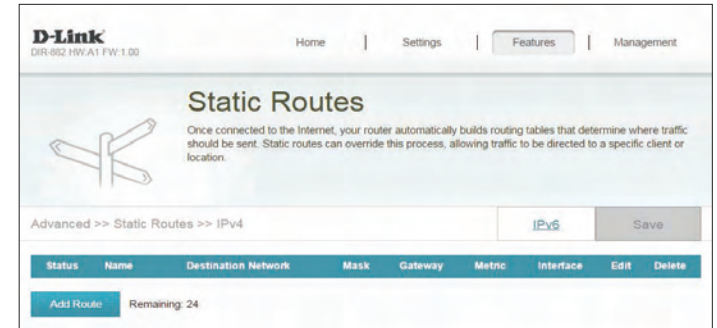 D-Link
DIR-882 HW:A1 FW:1.00
Home | Settings | Features | Management
Static Routes
Once connected to the Internet, your router automatically builds routing tables that determine where traffic
should be sent. Static routes can override this process, allowing traffic to be directed to a specific client or
location.
Advanced >> Static Routes >> IPv4 IPv6 Save
Status Name Destination Network Mask Gateway Metric Interface Edit Delete
Add Route Remaining: 24